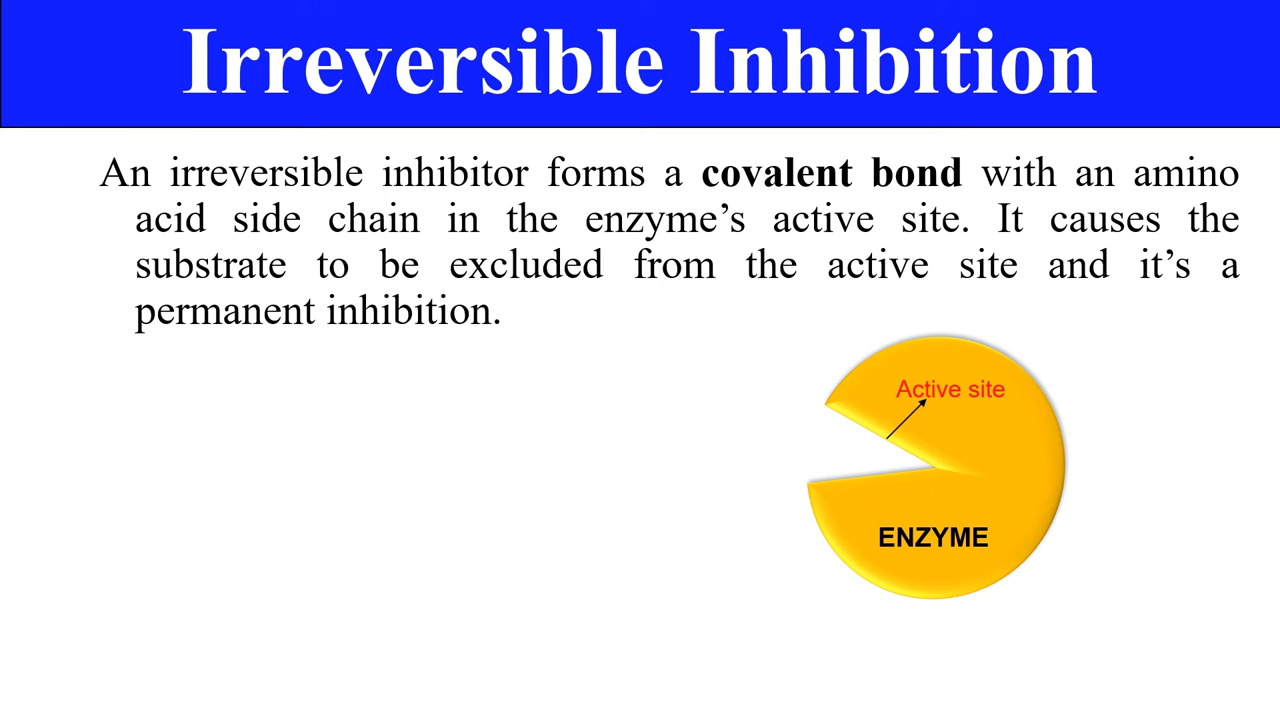 Irreversible Inhibition
An irreversible inhibitor forms a covalent bond with an amino
acid side chain in the enzyme’s active site. It causes the
substrate to be excluded from the active site and it’s a
permanent inhibition.
Active site
ENZYME